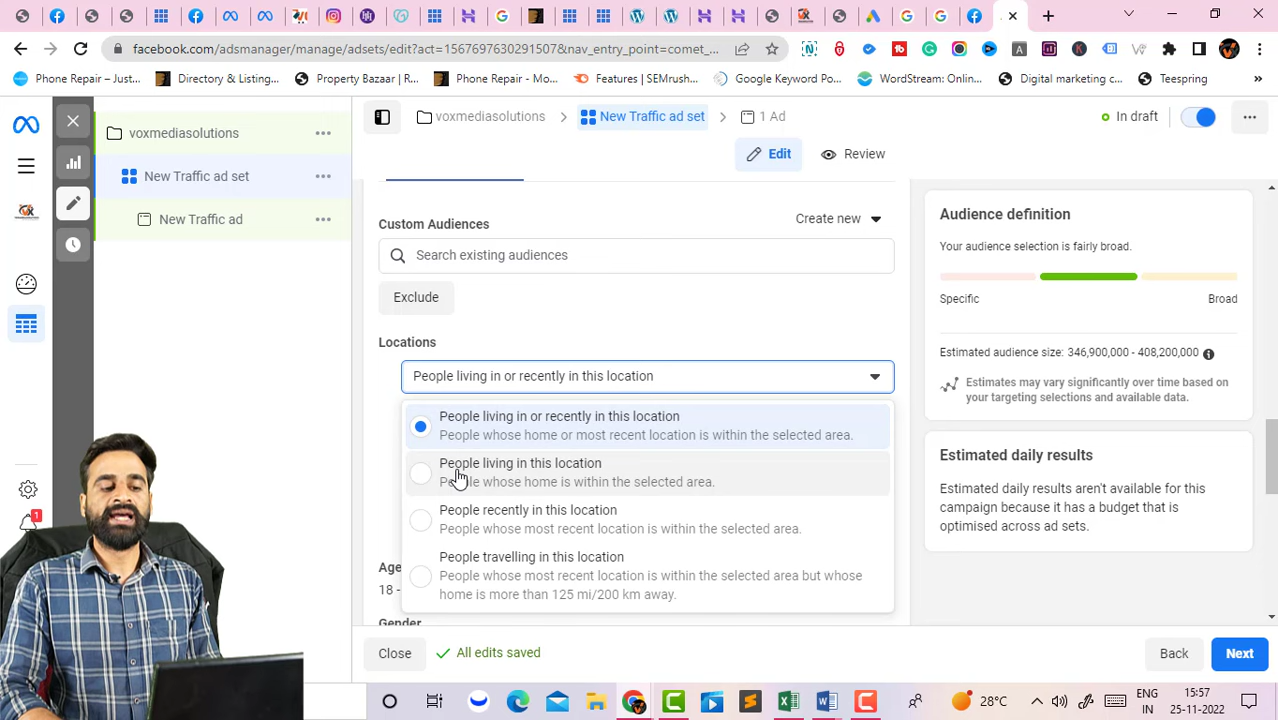 facebook.com/adsmanager/manage/adsets/edit?act=1567697630291507&nav_entry_point=comet_...
Phone Repair – Just...
Directory & Listing...
Property Bazaar | R...
Phone Repair - Mo...
Features | SEMrush...
Google Keyword Po...
WordStream: Onlin...
Digital marketing c...
Teespring
»
voxmediasolutions
New Traffic ad set
New Traffic ad
voxmediasolutions > New Traffic ad set > 1 Ad
In draft
Edit
Review
Custom Audiences
Create new
Search existing audiences
Exclude
Locations
People living in or recently in this location
People living in or recently in this location
People whose home or most recent location is within the selected area.
People living in this location
People whose home is within the selected area.
People recently in this location
People whose most recent location is within the selected area.
People travelling in this location
People whose most recent location is within the selected area but whose
home is more than 125 mi/200 km away.
Age
18 -
Gender
Audience definition
Your audience selection is fairly broad.
Specific
Broad
Estimated audience size: 346,900,000 - 408,200,000
Estimates may vary significantly over time based on
your targeting selections and available data.
Estimated daily results
Estimated daily results aren't available for this
campaign because it has a budget that is
optimised across ad sets.
Close
All edits saved
Back
Next
1
28°C
ENG
IN
15:57
25-11-2022